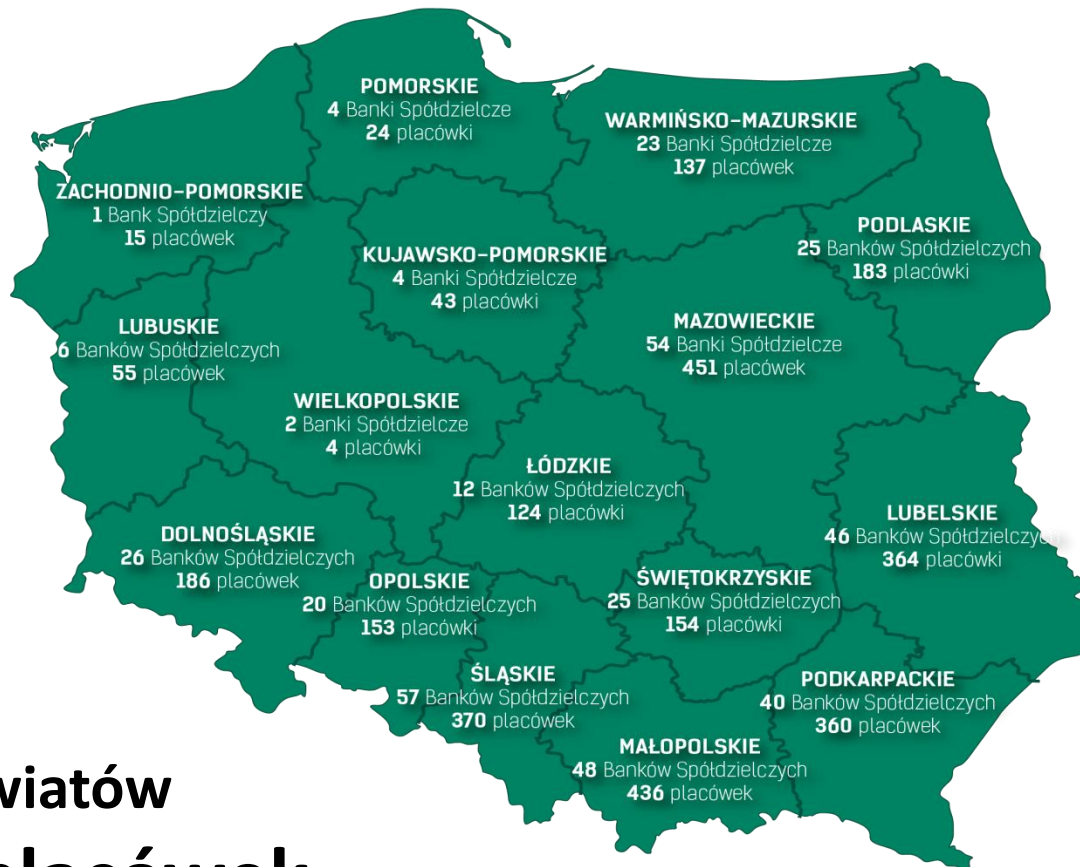 POMORSKIE
4 Banki Spółdzielcze
24 placówki
WARMIŃSKO-MAZURSKIE
23 Banki Spółdzielcze
137 placówek
ZACHODNIO-POMORSKIE
1 Bank Spółdzielczy
15 placówek
PODLASKIE
25 Banków Spółdzielczych
183 placówki
KUJAWSKO-POMORSKIE
4 Banki Spółdzielcze
43 placówki
LUBUSKIE
6 Banków Spółdzielczych
55 placówek
MAZOWIECKIE
54 Banki Spółdzielcze
451 placówek
WIELKOPOLSKIE
2 Banki Spółdzielcze
4 placówki
ŁÓDZKIE
12 Banków Spółdzielczych
124 placówki
LUBELSKIE
46 Banków Spółdzielczych
364 placówki
DOLNOŚLĄSKIE
26 Banków Spółdzielczych
186 placówek
OPOLSKIE
20 Banków Spółdzielczych
153 placówki
ŚWIĘTOKRZYSKIE
25 Banków Spółdzielczych
154 placówki
ŚLĄSKIE
57 Banków Spółdzielczych
370 placówek
PODKARPACKIE
40 Banków Spółdzielczych
360 placówek
MAŁOPOLSKIE
48 Banków Spółdzielczych
436 placówek
wiatów
placówek